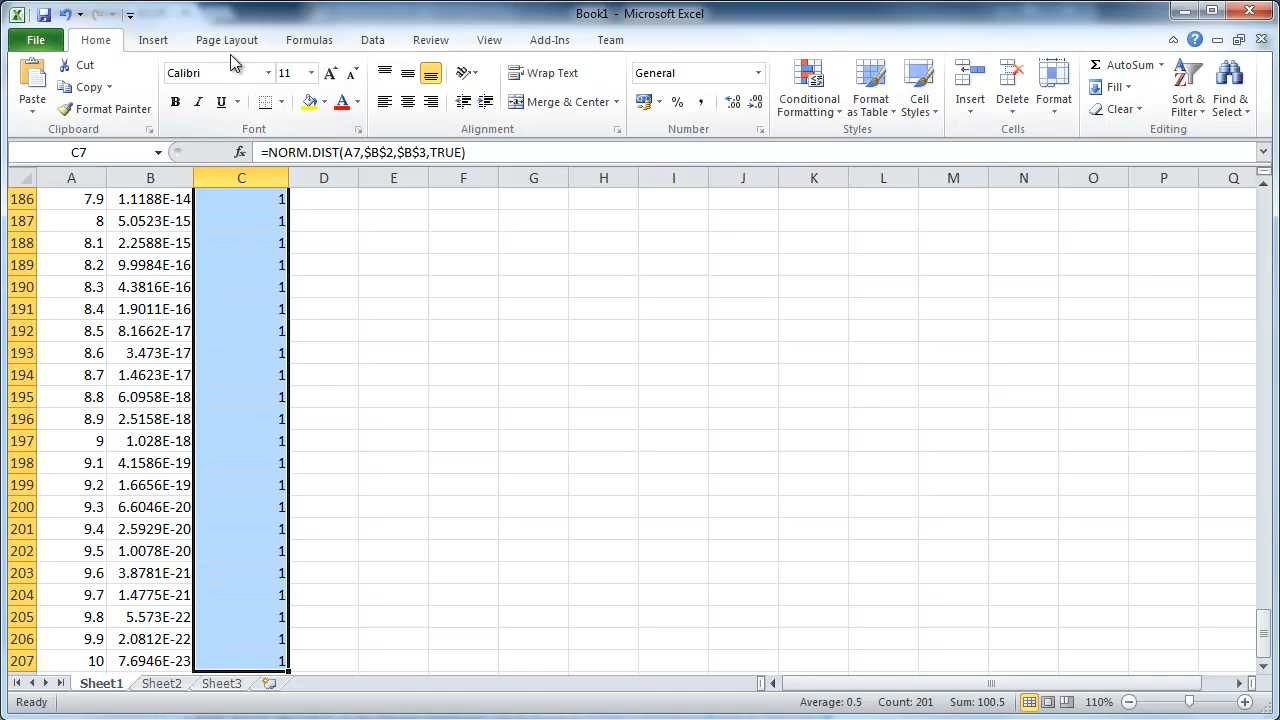 Book1 - Microsoft Excel
File Home Insert Page Layout Formulas Data Review View Add-Ins Team
Paste
Cut
Copy
Format Painter
Clipboard
Calibri 11
B I U
Font
Wrap Text
Merge & Center
Alignment
General
% , .0 .00 .00 .0
Number
Conditional Formatting
Format as Table
Cell Styles
Styles
Insert Delete Format
Cells
Σ AutoSum
Fill
Clear
Sort & Filter
Find & Select
Editing
C7 fx =NORM.DIST(A7,$B$2,$B$3,TRUE)
A B C D E F G H I J K L M N O P Q
186 7.9 1.1188E-14 1
187 8 5.0523E-15 1
188 8.1 2.2588E-15 1
189 8.2 9.9984E-16 1
190 8.3 4.3816E-16 1
191 8.4 1.9011E-16 1
192 8.5 8.1662E-17 1
193 8.6 3.473E-17 1
194 8.7 1.4623E-17 1
195 8.8 6.0958E-18 1
196 8.9 2.5158E-18 1
197 9 1.028E-18 1
198 9.1 4.1586E-19 1
199 9.2 1.6656E-19 1
200 9.3 6.6046E-20 1
201 9.4 2.5929E-20 1
202 9.5 1.0078E-20 1
203 9.6 3.8781E-21 1
204 9.7 1.4775E-21 1
205 9.8 5.573E-22 1
206 9.9 2.0812E-22 1
207 10 7.6946E-23 1
Sheet1 Sheet2 Sheet3
Ready Average: 0.5 Count: 201 Sum: 100.5 110%